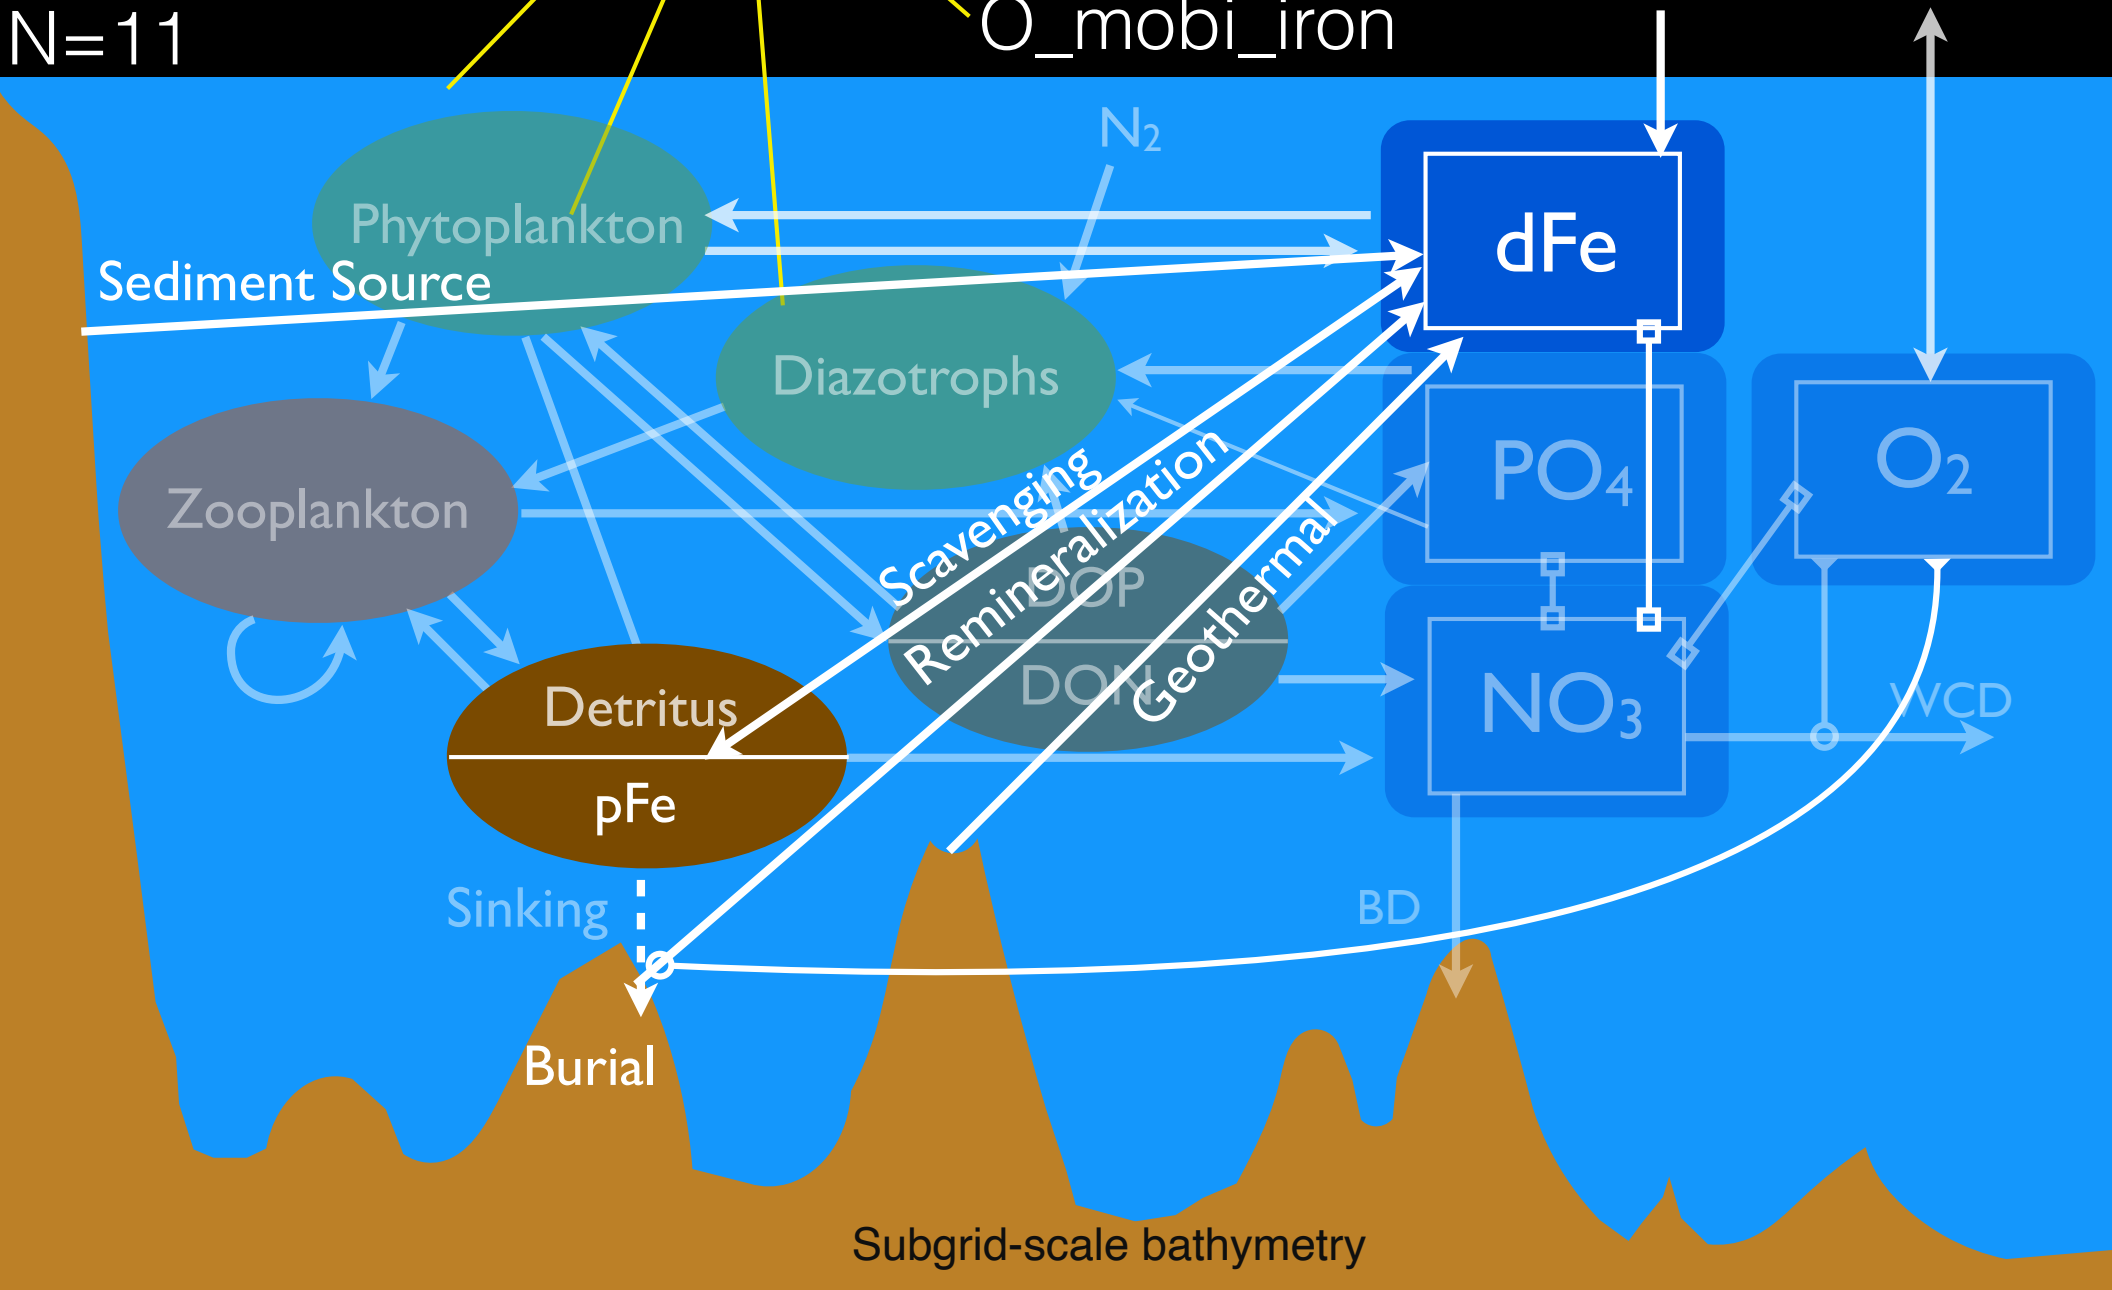 N=11
O_mobi_iron
N₂
Phytoplankton
dFe
Sediment Source
Diazotrophs
PO₄
O₂
Zooplankton
Scavenging
Remineralization
Geothermal
DOP
DON
Detritus
pFe
NO₃
WCD
Sinking
BD
Burial
Subgrid-scale bathymetry